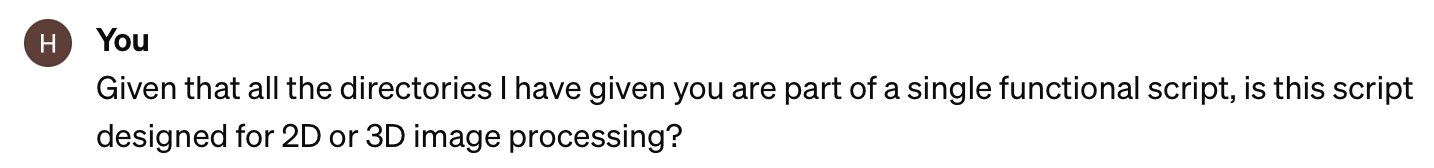 H
You
Given that all the directories I have given you are part of a single functional script, is this script
designed for 2D or 3D image processing?